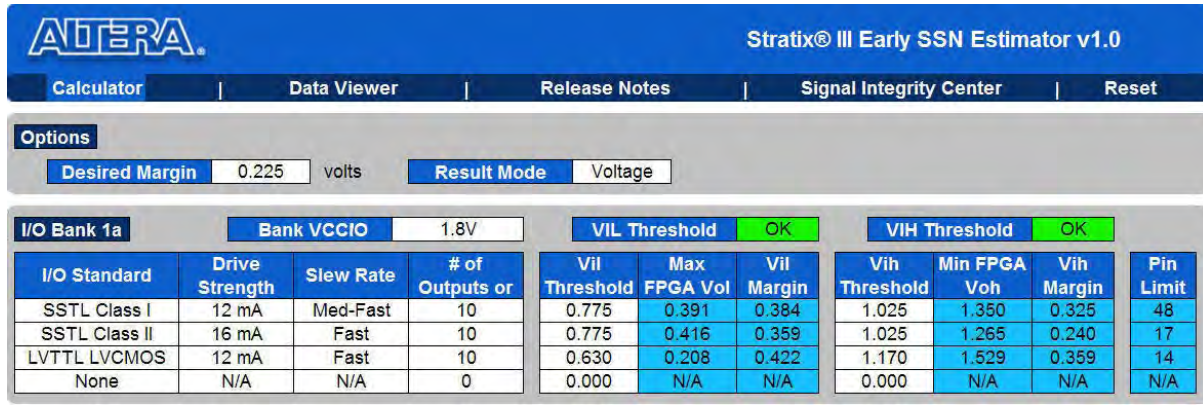 ALTERA®
Stratix® III Early SSN Estimator v1.0
Calculator | Data Viewer | Release Notes | Signal Integrity Center | Reset
Options
Desired Margin 0.225 volts Result Mode Voltage
I/O Bank 1a Bank VCCIO 1.8V VIL Threshold OK VIH Threshold OK
I/O Standard Drive Strength Slew Rate # of Outputs or Vil Threshold Max FPGA Vol Vil Margin Vih Threshold Min FPGA Voh Vih Margin Pin Limit
SSTL Class I 12 mA Med-Fast 10 0.775 0.391 0.384 1.025 1.350 0.325 48
SSTL Class II 16 mA Fast 10 0.775 0.416 0.359 1.025 1.265 0.240 17
LVTTL LVCMOS 12 mA Fast 10 0.630 0.208 0.422 1.170 1.529 0.359 14
None N/A N/A 0 0.000 N/A N/A 0.000 N/A N/A N/A